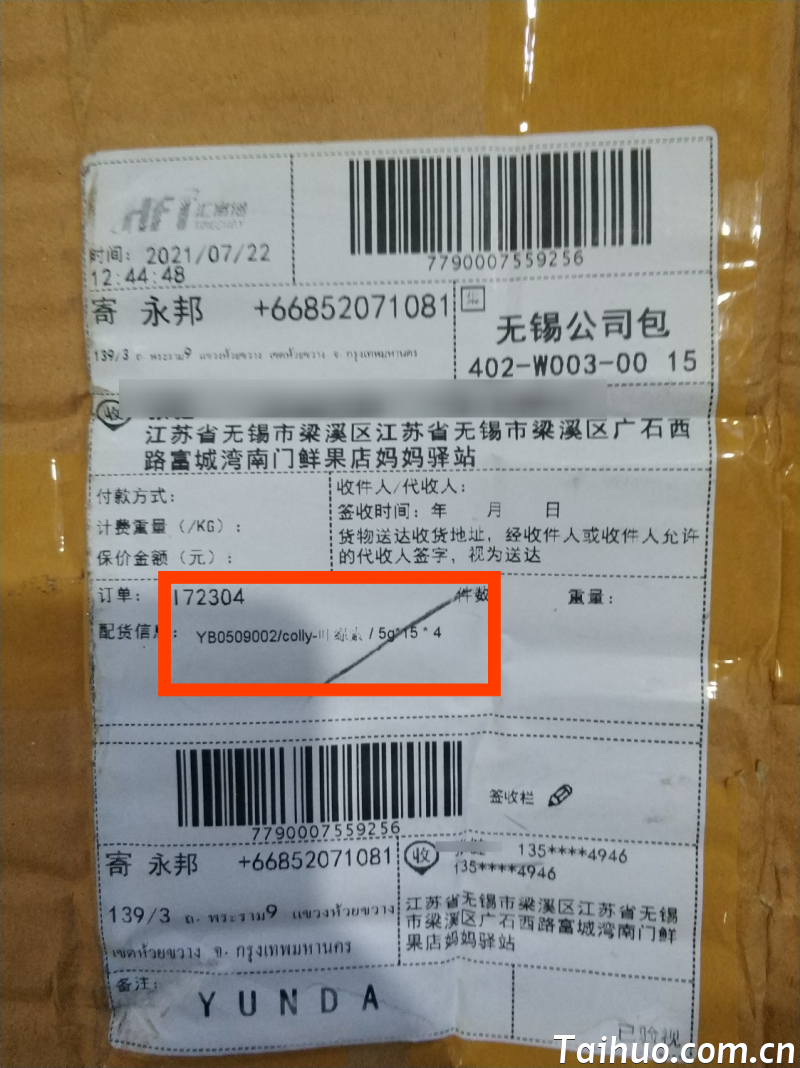 HFT 汇富通
时间: 2021/07/22
12:44:48
7790007559256
寄 永邦 +66852071081
139/3 ถ. พระราม9 แขวงห้วยขวาง เขตห้วยขวาง จ. กรุงเทพมหานคร
集
无锡公司包
402-W003-00 15
收
江苏省无锡市梁溪区江苏省无锡市梁溪区广石西
路富城湾南门鲜果店妈妈驿站
付款方式:
计费重量 (/KG) :
保价金额 (元) :
收件人/代收人:
签收时间: 年 月 日
货物送达收货地址, 经收件人或收件人允许
的代收人签字, 视为送达
订单: 172304 件数 重量:
配货信息: YB0509002/colly-叶绿素 / 5g*15 * 4
7790007559256
签收栏
寄 永邦 +66852071081
139/3 ถ. พระราม9 แขวงห้วยขวาง
เขตห้วยขวาง จ. กรุงเทพมหานคร
收 135****4946
135****4946
江苏省无锡市梁溪区江苏省无锡
市梁溪区广石西路富城湾南门鲜
果店妈妈驿站
备注:
YUNDA
已验视
Taihuo.com.cn